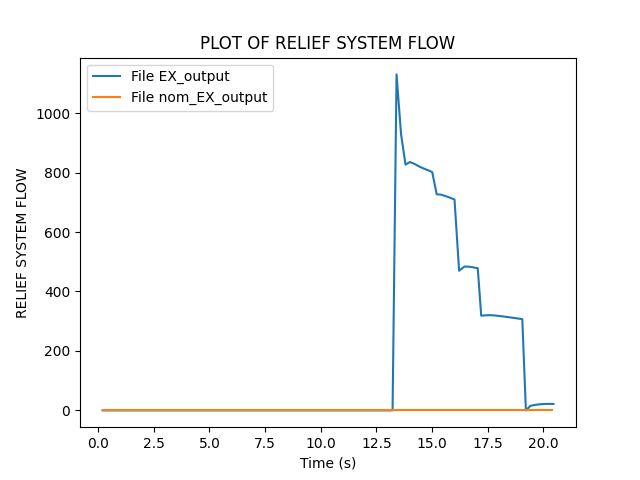 PLOT OF RELIEF SYSTEM FLOW
File EX_output
File nom_EX_output
RELIEF SYSTEM FLOW
1000
800
600
400
200
0
0.0 2.5 5.0 7.5 10.0 12.5 15.0 17.5 20.0
Time (s)